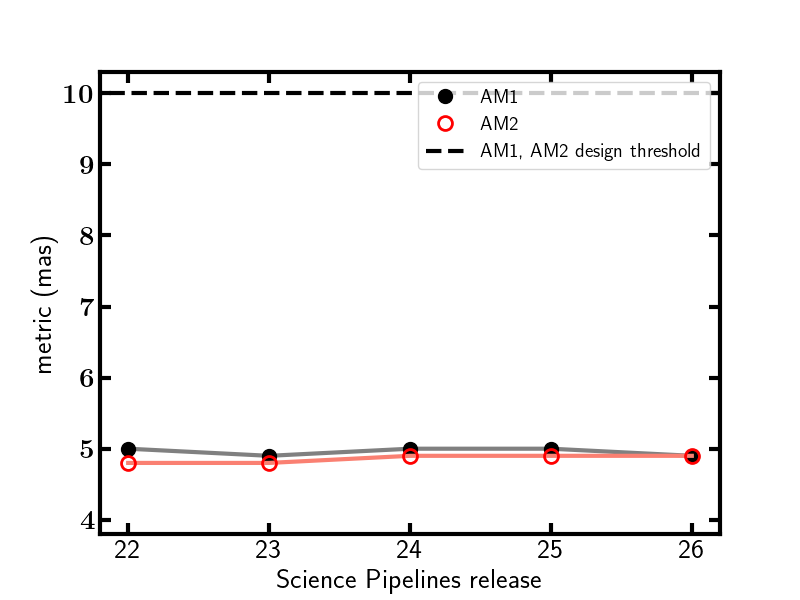 10
9
8
7
6
5
4
metric (mas)
AM1
AM2
AM1, AM2 design threshold
22 23 24 25 26
Science Pipelines release